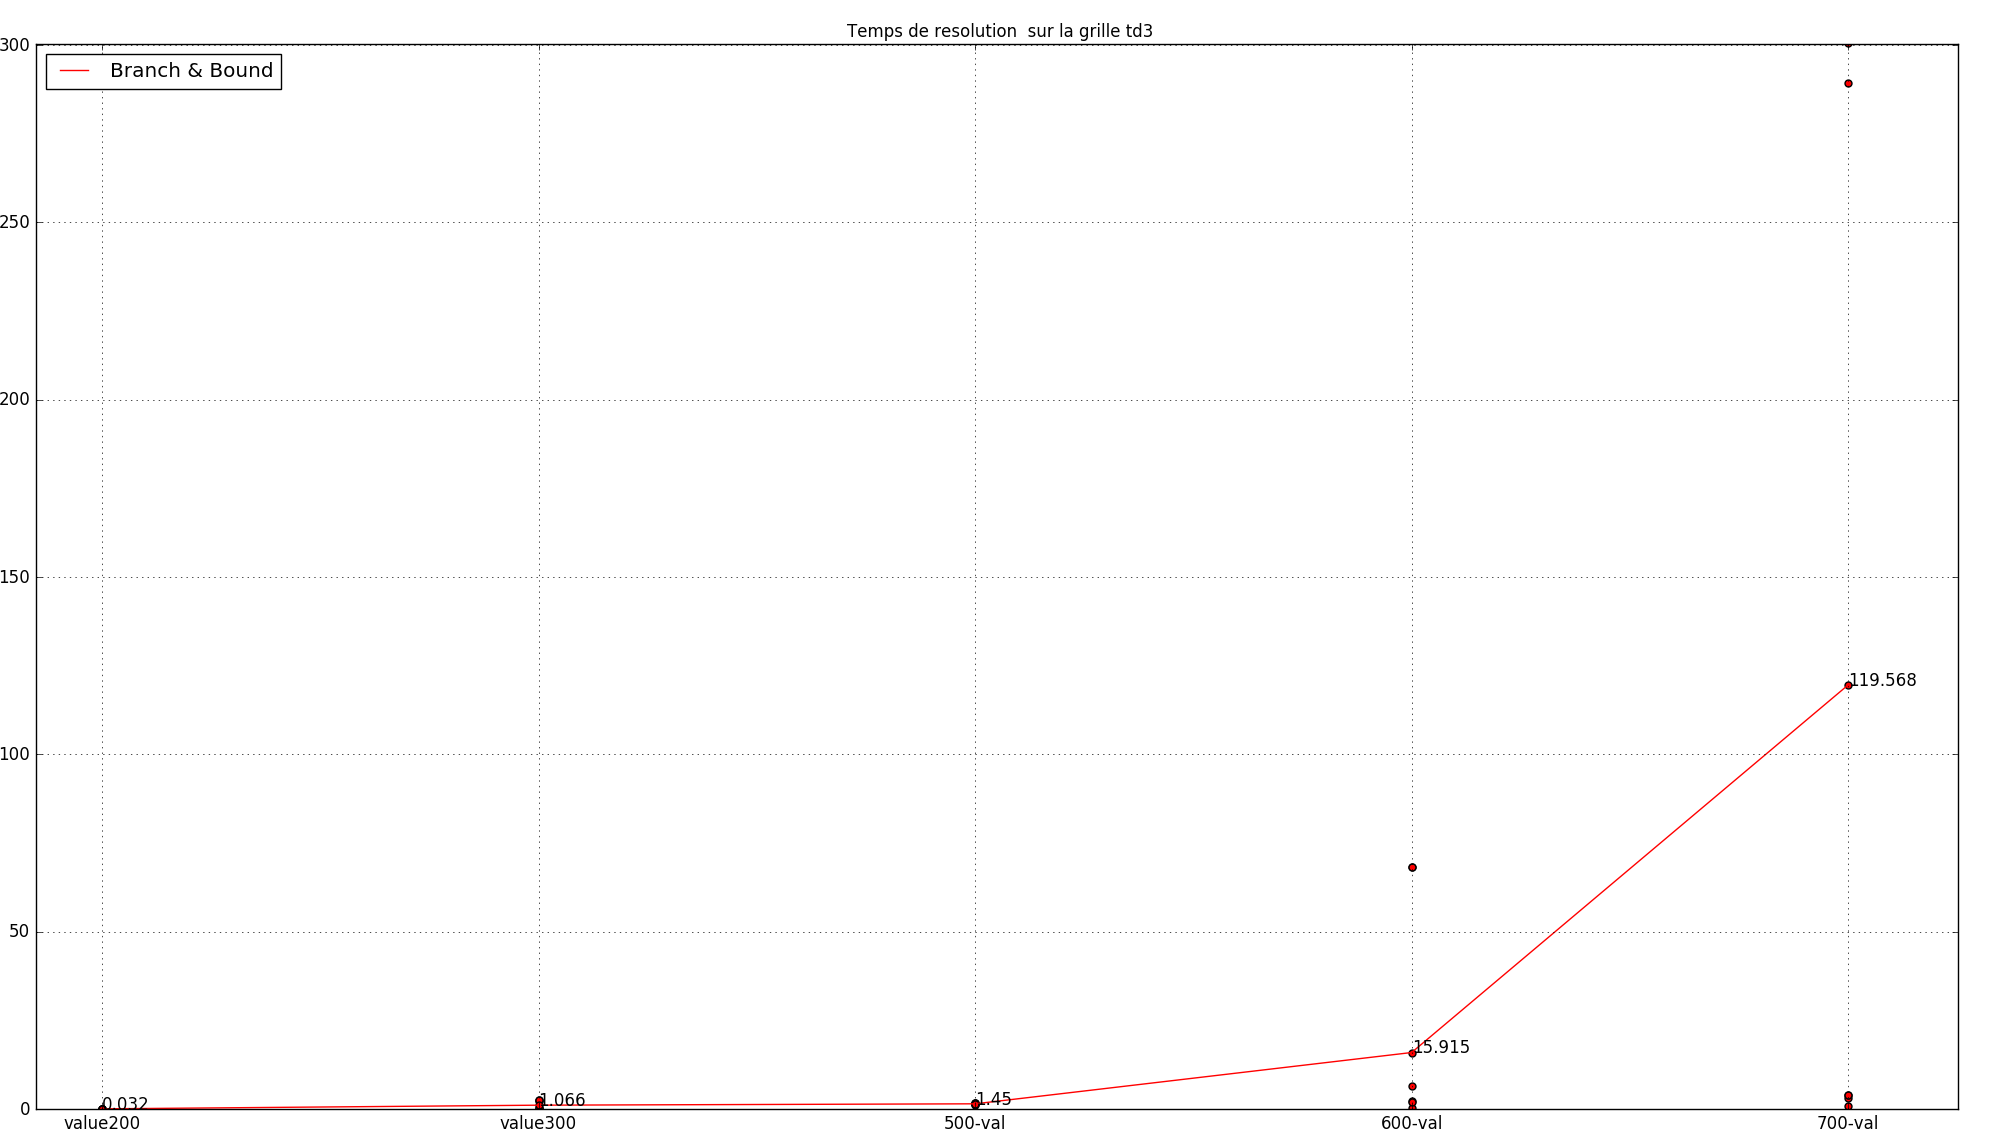 Temps de resolution  sur la grille td3
300
Branch & Bound
250
200
150
119.568
100
50
15.915
0
0.032
1.066
1.45
value200
value300
500-val
600-val
700-val